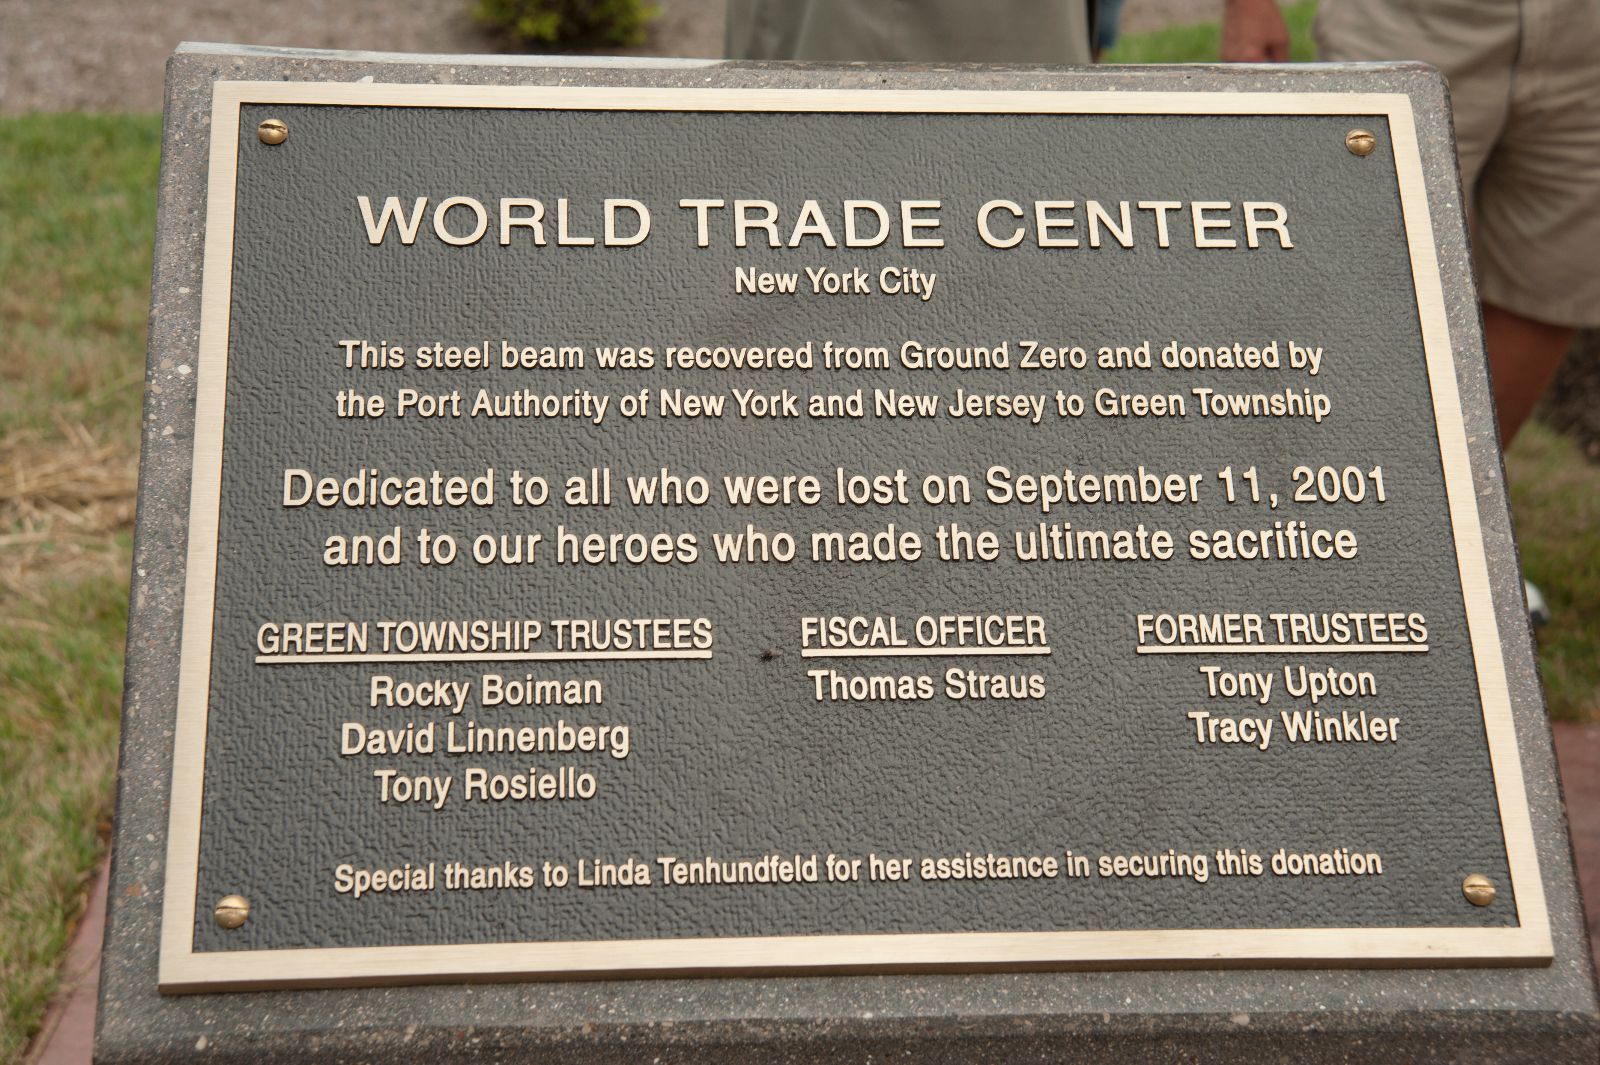 WORLD TRADE CENTER
New York City
This steel beam was recovered from Ground Zero and donated by
the Port Authority of New York and New Jersey to Green Township
Dedicated to all who were lost on September 11, 2001
and to our heroes who made the ultimate sacrifice
GREEN TOWNSHIP TRUSTEES
Rocky Boiman
David Linnenberg
Tony Rosiello
FISCAL OFFICER
Thomas Straus
FORMER TRUSTEES
Tony Upton
Tracy Winkler
Special thanks to Linda Tenhundfeld for her assistance in securing this donation